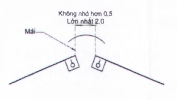 Không nhỏ hơn 0,5
Lớn nhất 2.0
Mái